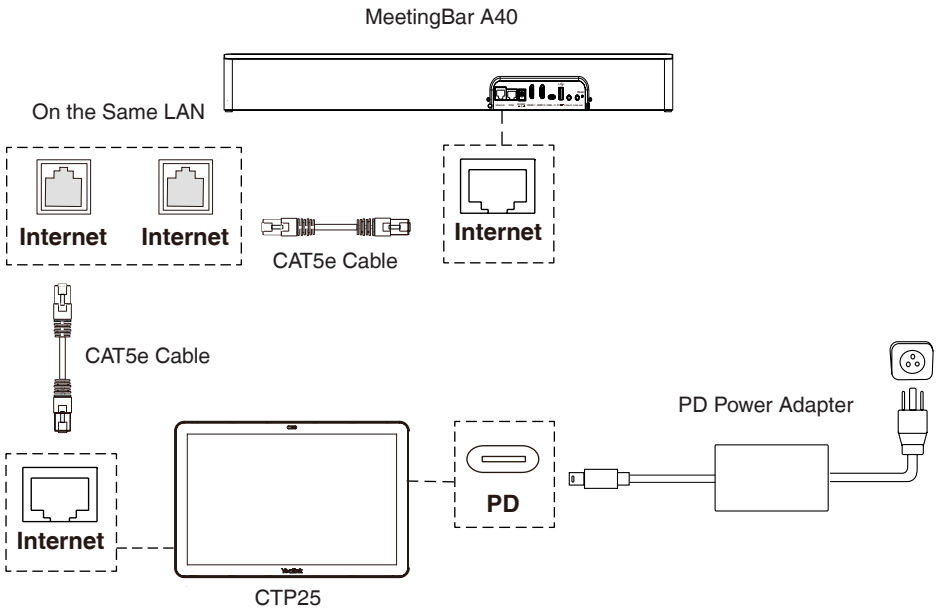 MeetingBar A40
On the Same LAN
Internet
Internet
Internet
CAT5e Cable
CAT5e Cable
PD Power Adapter
PD
Internet
Yealink
CTP25